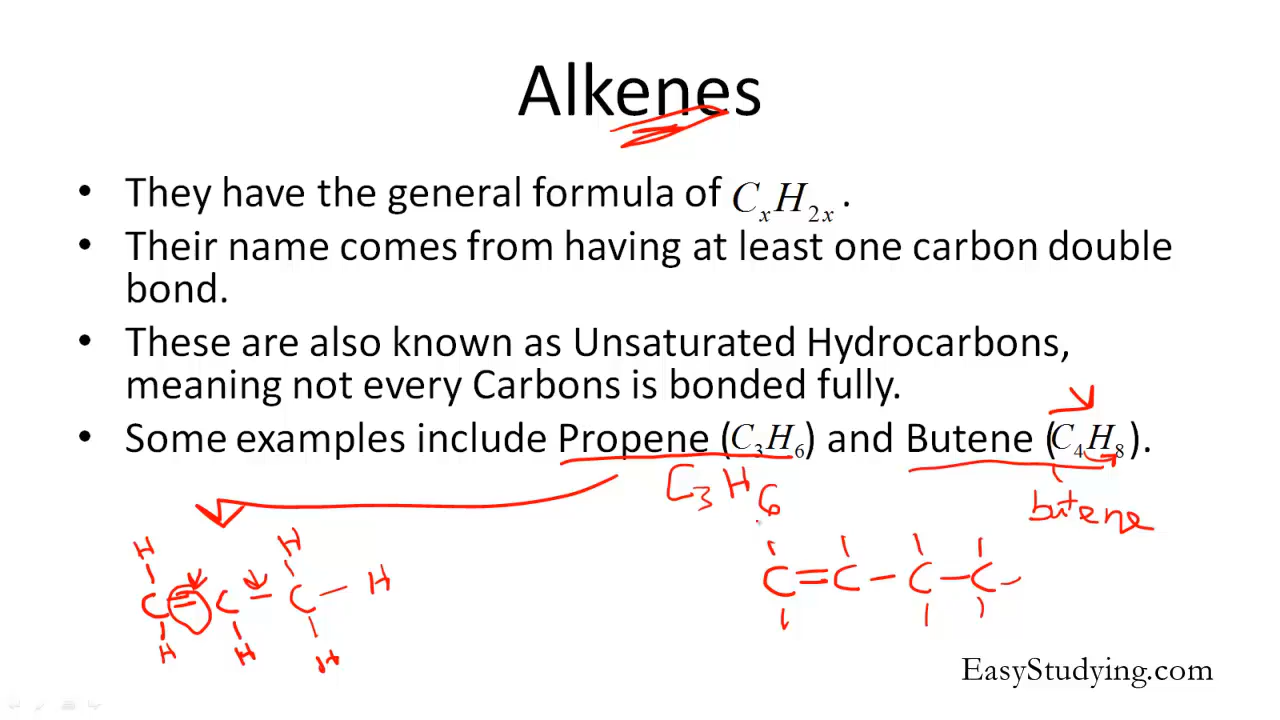 Alkenes
• They have the general formula of CₓH₂ₓ .
• Their name comes from having at least one carbon double
bond.
• These are also known as Unsaturated Hydrocarbons,
meaning not every Carbons is bonded fully.
• Some examples include Propene (C₃H₆) and Butene (C₄H₈).
C₃H₆
butene
H H
C = C – C – H
H H H
C = C – C – C –
EasyStudying.com